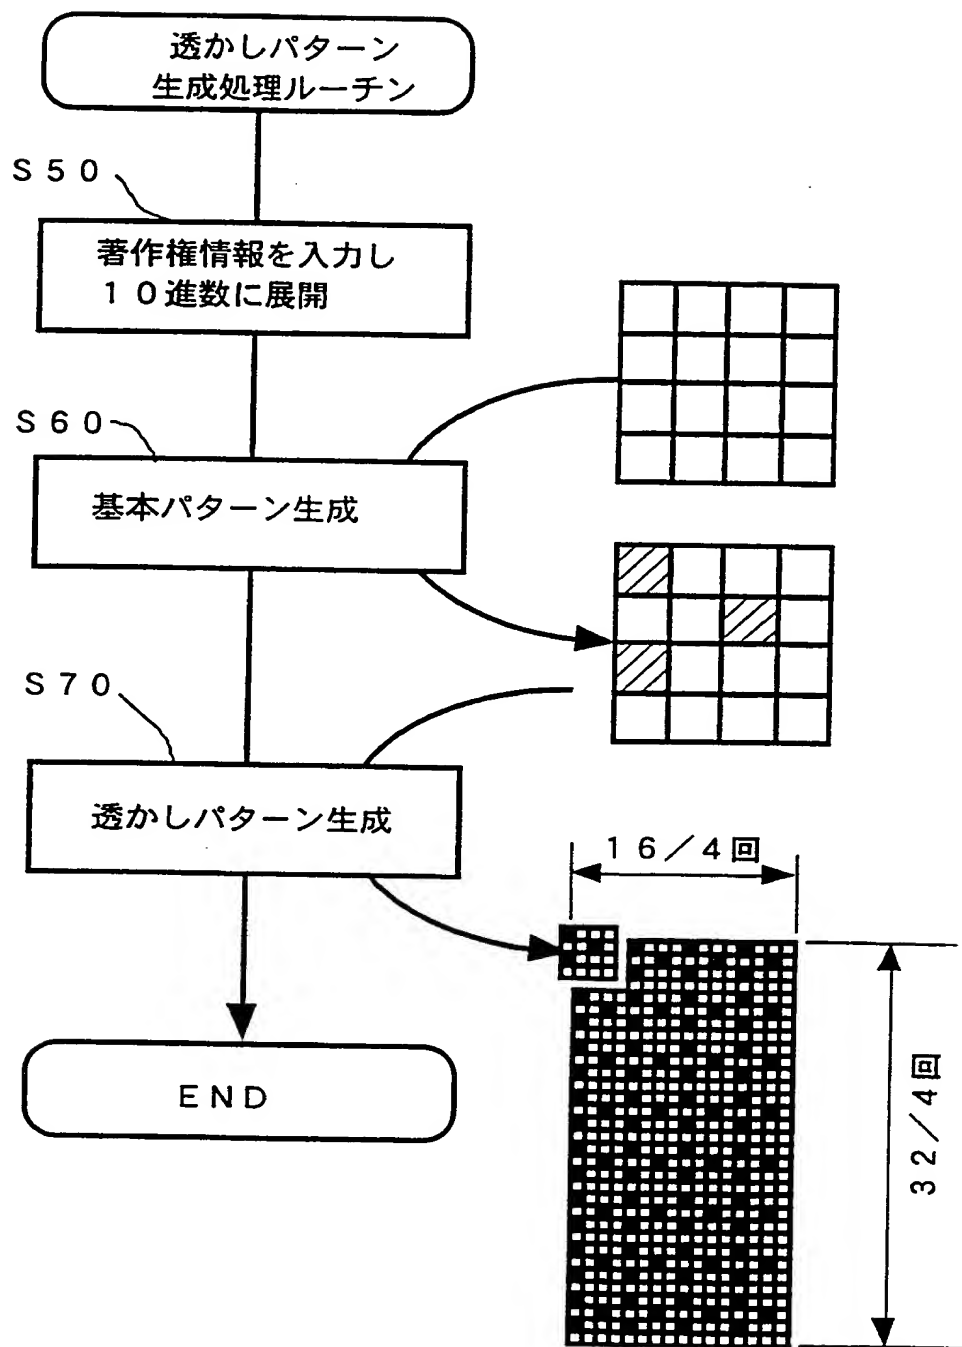 透かしパターン
生成処理ルーチン
S50
著作権情報を入力し
10進数に展開
S60
基本パターン生成
S70
透かしパターン生成
16/4回
32/4回
END